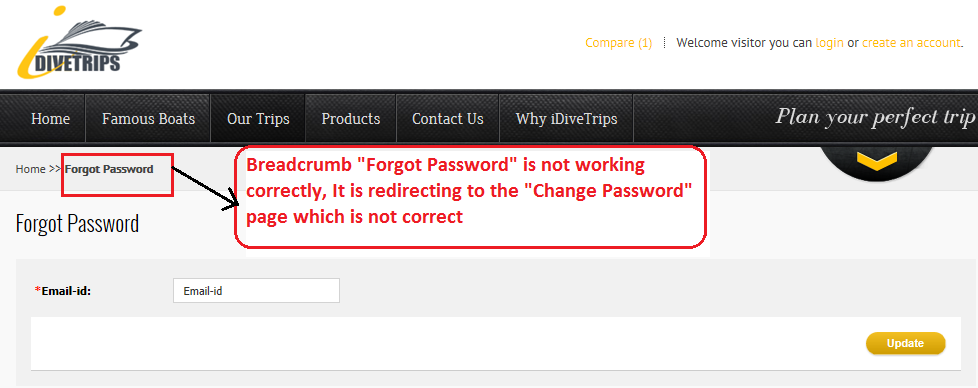 iDIVETRIPS
Compare (1) Welcome visitor you can login or create an account.
Home Famous Boats Our Trips Products Contact Us Why iDiveTrips Plan your perfect trip
Home >> Forgot Password
Breadcrumb "Forgot Password" is not working
correctly, It is redirecting to the "Change Password"
page which is not correct
Forgot Password
*Email-id: Email-id
Update